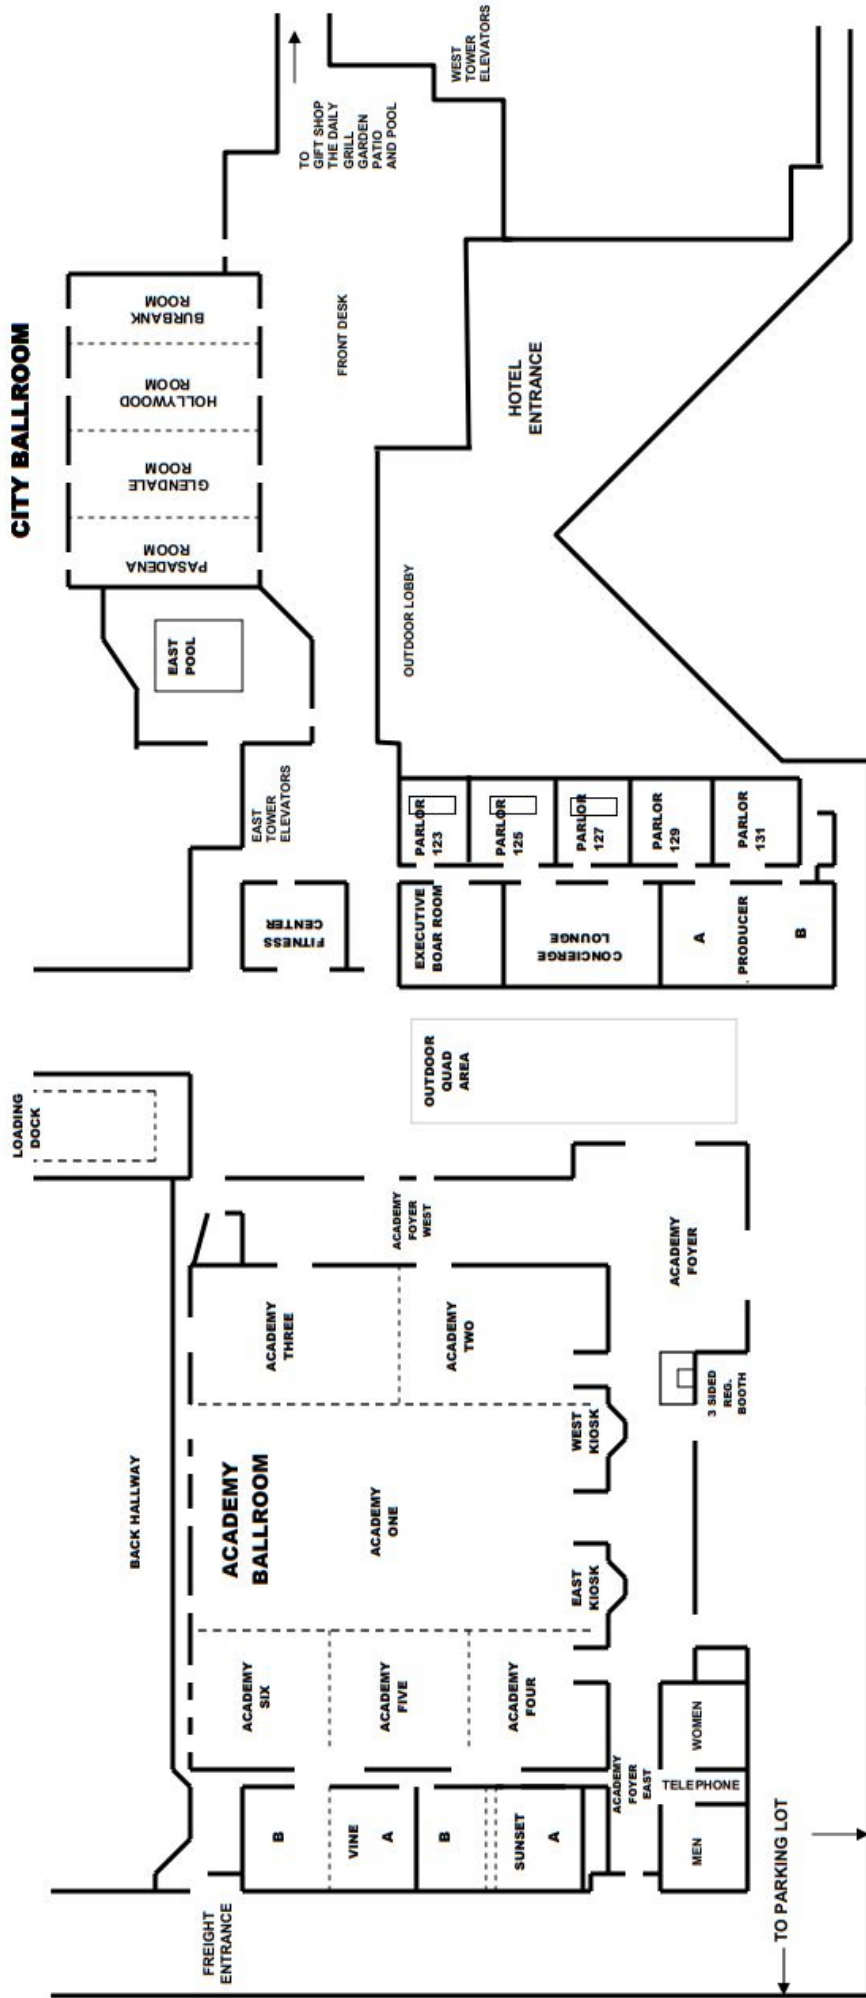 CITY BALLROOM
BURBANK
ROOM
HOLLYWOOD
ROOM
GLENDALE
ROOM
PASADENA
ROOM
TO
GIFT SHOP
THE DAILY
GRILL
GARDEN
PATIO
AND POOL
WEST
TOWER
ELEVATORS
FRONT DESK
HOTEL
ENTRANCE
OUTDOOR LOBBY
EAST
POOL
EAST
TOWER
ELEVATORS
PARLOR
123
PARLOR
125
PARLOR
127
PARLOR
129
PARLOR
131
FITNESS
CENTER
EXECUTIVE
BOAR ROOM
CONCIERGE
LOUNGE
A
PRODUCER
B
OUTDOOR
QUAD
AREA
LOADING
DOCK
ACADEMY
FOYER
WEST
ACADEMY
FOYER
ACADEMY
THREE
ACADEMY
TWO
3 SIDED
REG.
BOOTH
WEST
KIOSK
BACK HALLWAY
ACADEMY
BALLROOM
ACADEMY
ONE
EAST
KIOSK
ACADEMY
SIX
ACADEMY
FIVE
ACADEMY
FOUR
ACADEMY
FOYER
EAST
WOMEN
TELEPHONE
MEN
B
VINE
A
B
SUNSET
A
FREIGHT
ENTRANCE
TO PARKING LOT